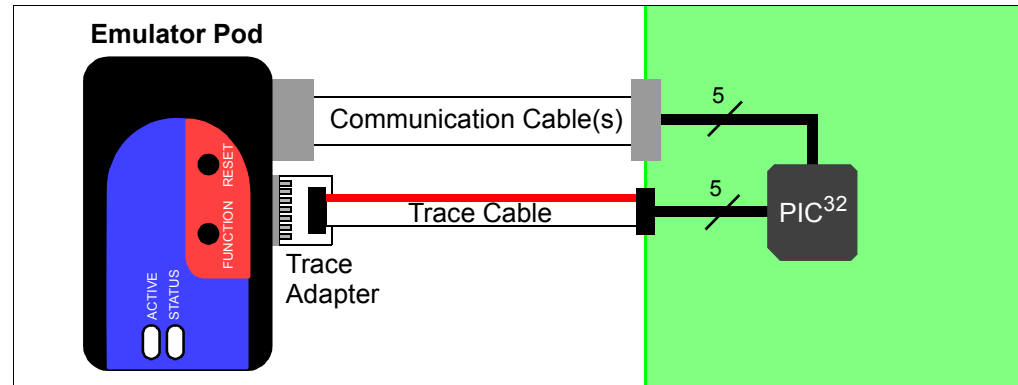 Emulator Pod
Communication Cable(s)
5
RESET
FUNCTION
Trace Cable
5
PIC³²
Trace
Adapter
ACTIVE
STATUS